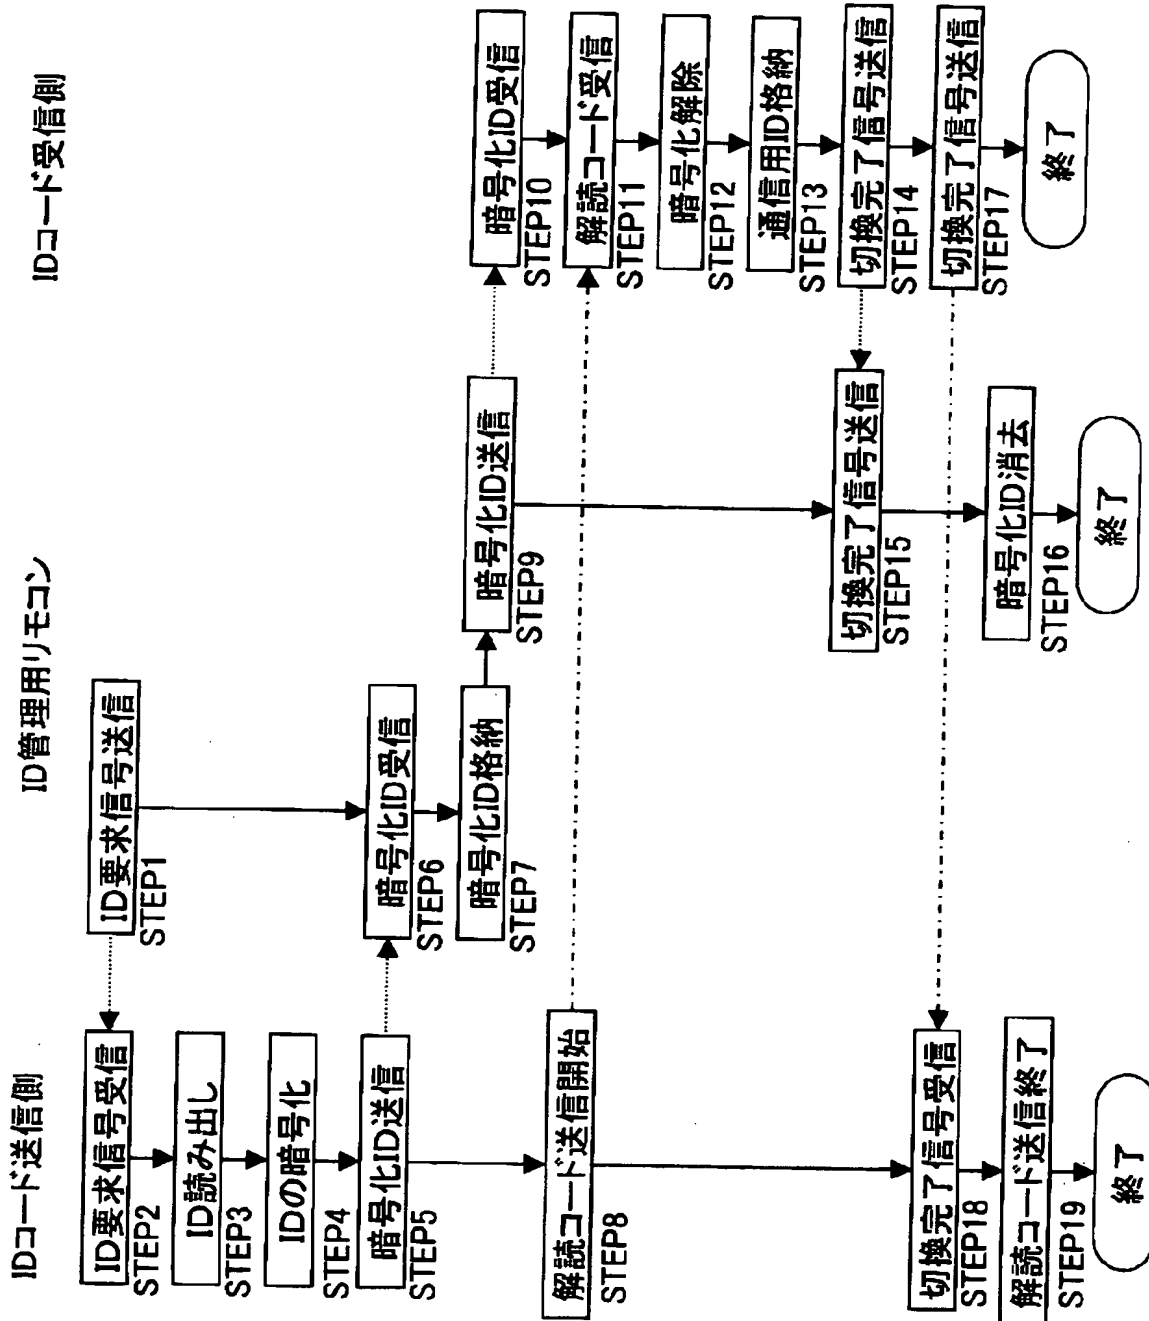 IDコード送信側
ID要求信号受信
STEP2
ID読み出し
STEP3
IDの暗号化
STEP4
暗号化ID送信
STEP5
解読コード送信開始
STEP8
切換完了信号受信
STEP18
解読コード送信終了
STEP19
終了
ID管理用リモコン
ID要求信号送信
STEP1
暗号化ID受信
STEP6
暗号化ID格納
STEP7
暗号化ID送信
STEP9
切換完了信号送信
STEP15
暗号化ID消去
STEP16
終了
IDコード受信側
暗号化ID受信
STEP10
解読コード受信
STEP11
暗号化解除
STEP12
通信用ID格納
STEP13
切換完了信号送信
STEP14
切換完了信号送信
STEP17
終了